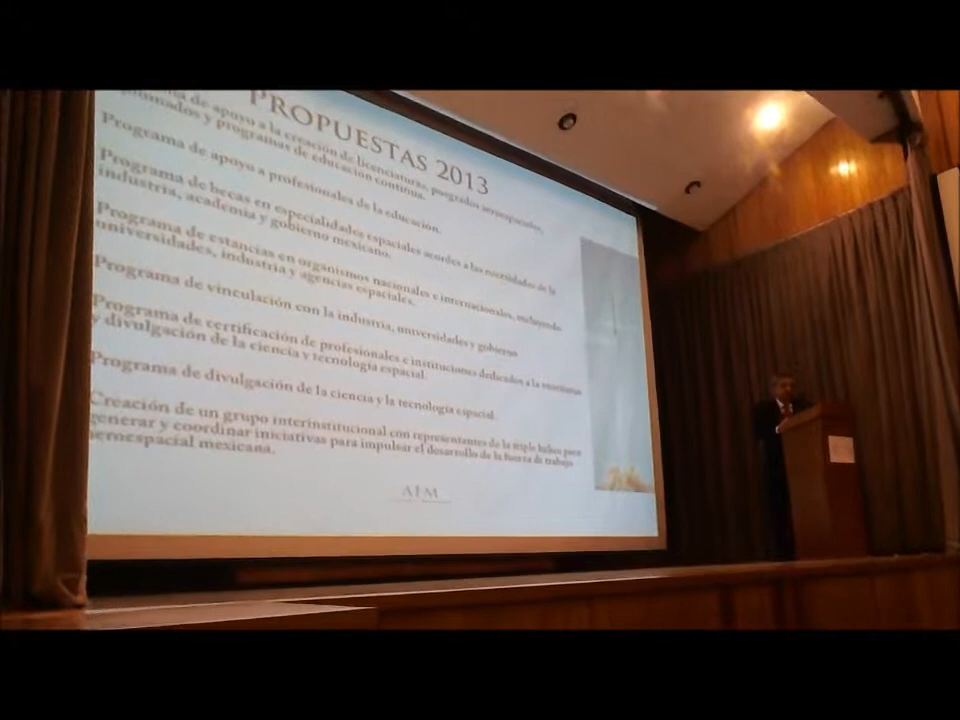 PROPUESTAS 2013
de apoyo a la creación de licenciaturas, posgrados aeroespaciales,
diplomados y programas de educación continua.
Programa de apoyo a profesionales de la educación.
Programa de becas en especialidades espaciales acordes a las necesidades de la
industria, academia y gobierno mexicano.
Programa de estancias en organismos nacionales e internacionales, incluyendo
universidades, industria y agencias espaciales.
Programa de vinculación con la industria, universidades y gobierno
Programa de certificación de profesionales e instituciones dedicados a la enseñanza
y divulgación de la ciencia y tecnología espacial.
Programa de divulgación de la ciencia y la tecnología espacial.
Creación de un grupo interinstitucional con representantes de la triple hélice para
generar y coordinar iniciativas para impulsar el desarrollo de la fuerza de trabajo
aeroespacial mexicana.
AEM